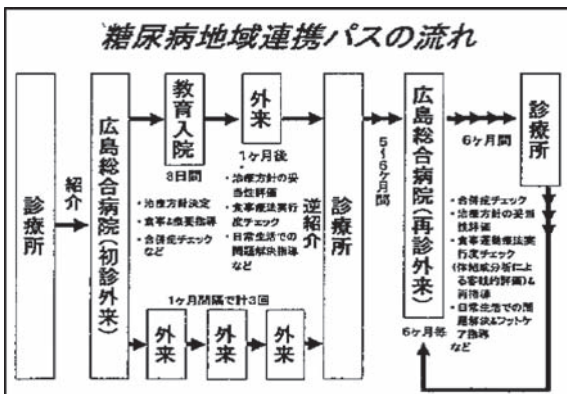 糖尿病地域連携パスの流れ
診療所
紹介
広島総合病院(初診外来)
教育入院
8日間
・治療方針決定
・食事&療養指導
・合併症チェック
など
外来
1ヶ月後
・治療方針の妥
当性評価
・食事療法実行
度チェック
・日常生活での
問題解決指導
など
1ヶ月間隔で計3回
外来
外来
外来
逆紹介
診療所
5~6ヶ月間
広島総合病院(再診外来)
6ヶ月間
診療所
・合併症チェック
・治療方針の妥当
性評価
・食事運動療法実
行度チェック
(体組成分析によ
る客観的評価)&
再指導
・日常生活での問
題解決&フットケ
ア指導
など
6ヶ月毎